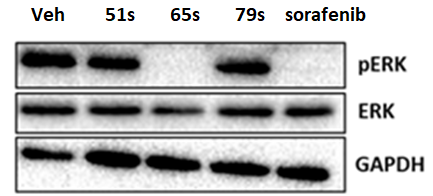 Veh 51s 65s 79s sorafenib
pERK
ERK
GAPDH